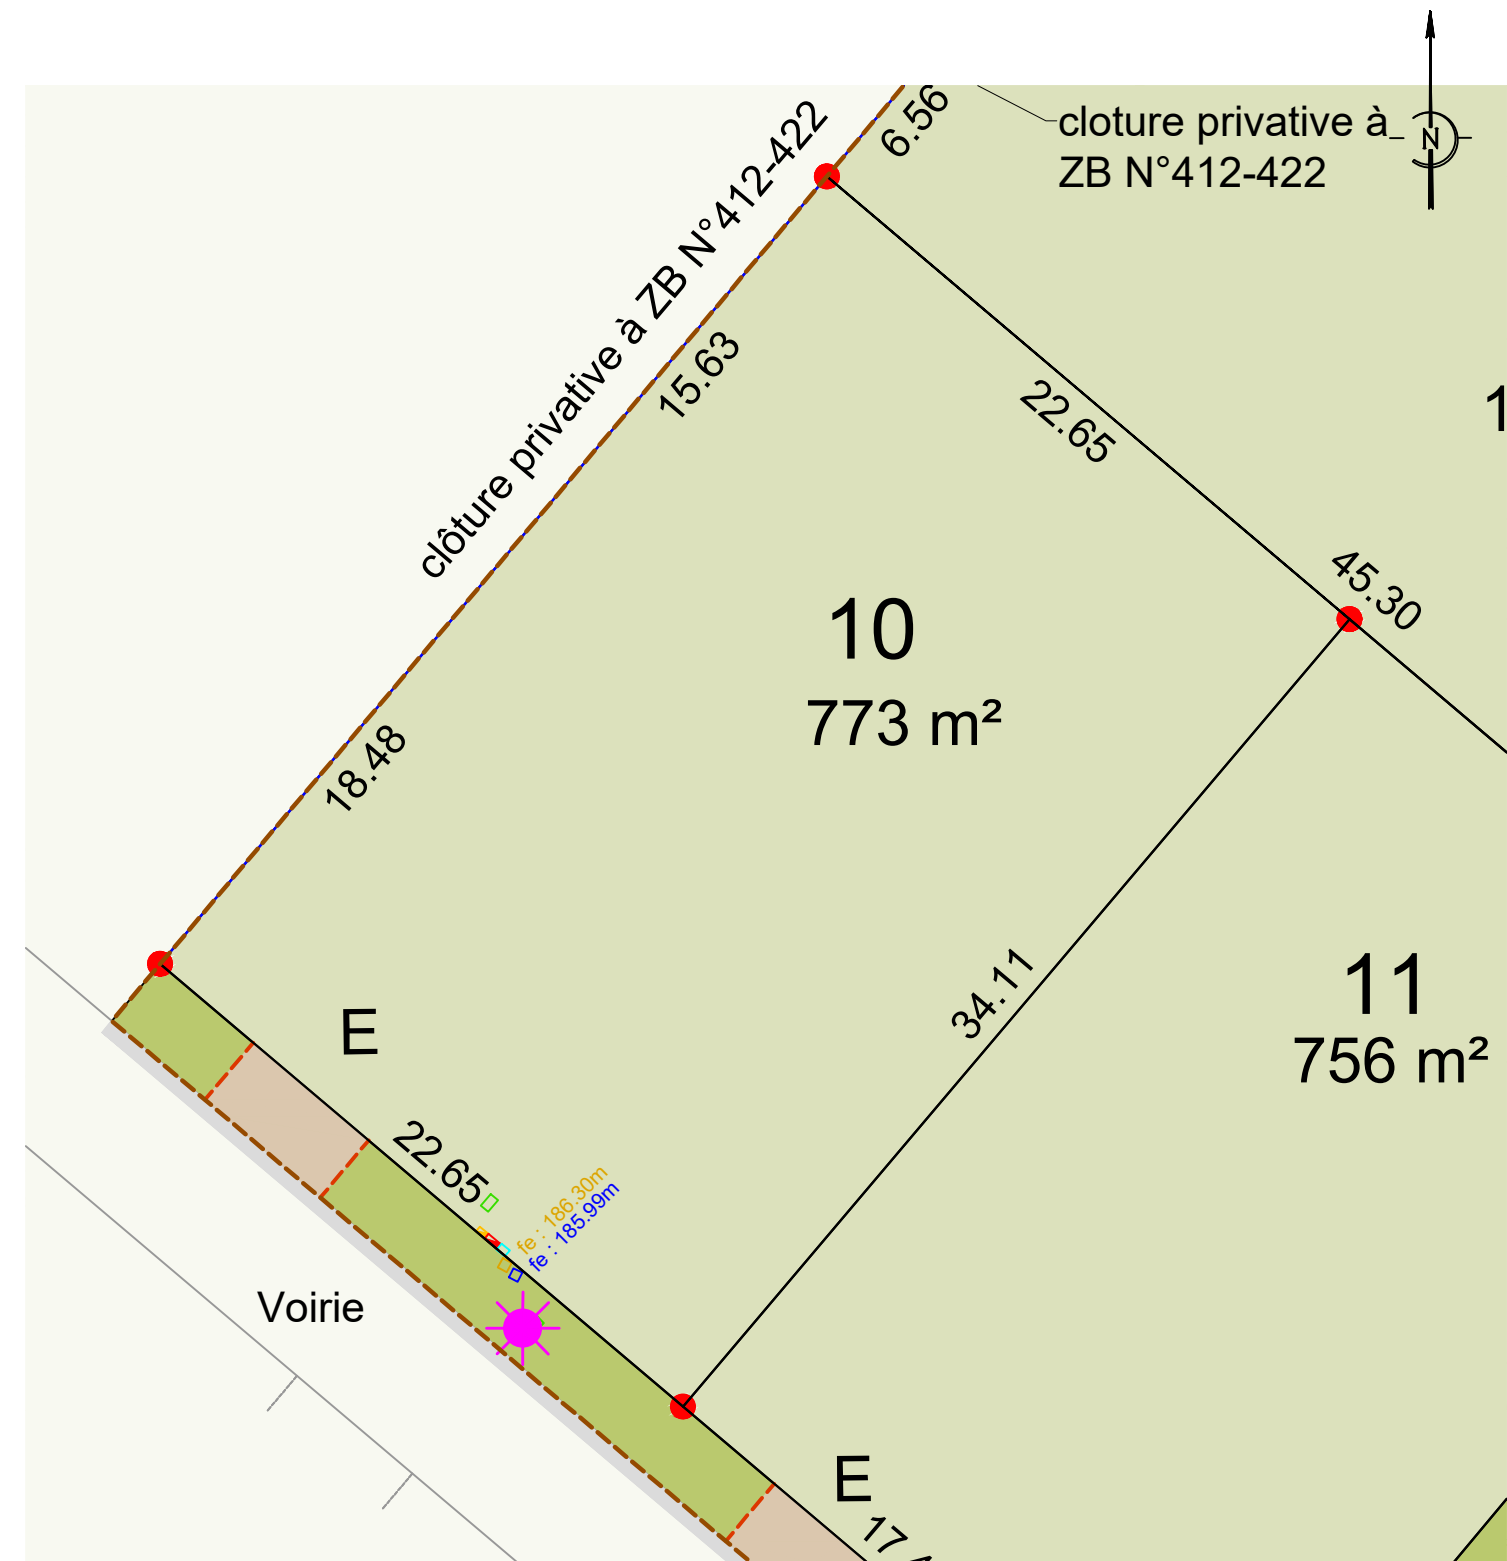 6.56
cloture privative à
ZB N°412-422
N
clôture privative à ZB N°412-422
15.63
22.65
45.30
10
773 m²
18.48
34.11
11
756 m²
E
22.65
fe : 186.30m
fe : 185.99m
Voirie
E